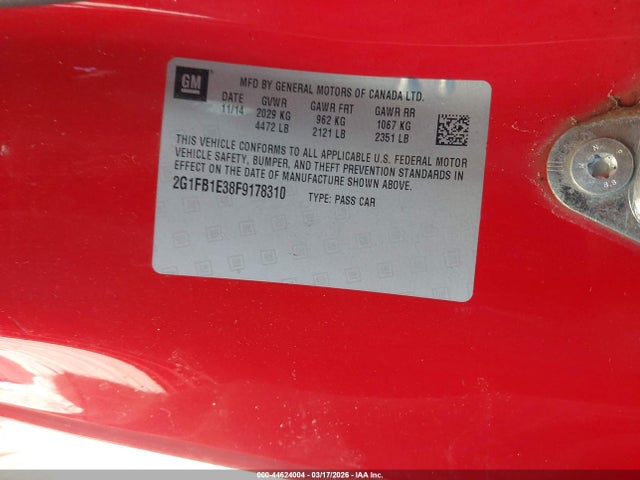 GM
MFD BY GENERAL MOTORS OF CANADA LTD.
DATE GVWR GAWR FRT GAWR RR
11/14 2029 KG 962 KG 1067 KG
4472 LB 2121 LB 2351 LB
THIS VEHICLE CONFORMS TO ALL APPLICABLE U.S. FEDERAL MOTOR
VEHICLE SAFETY, BUMPER, AND THEFT PREVENTION STANDARDS IN
EFFECT ON THE DATE OF MANUFACTURE SHOWN ABOVE.
2G1FB1E38F9178310 TYPE: PASS CAR
8.8
000-44624004 - 03/17/2026 - IAA Inc.